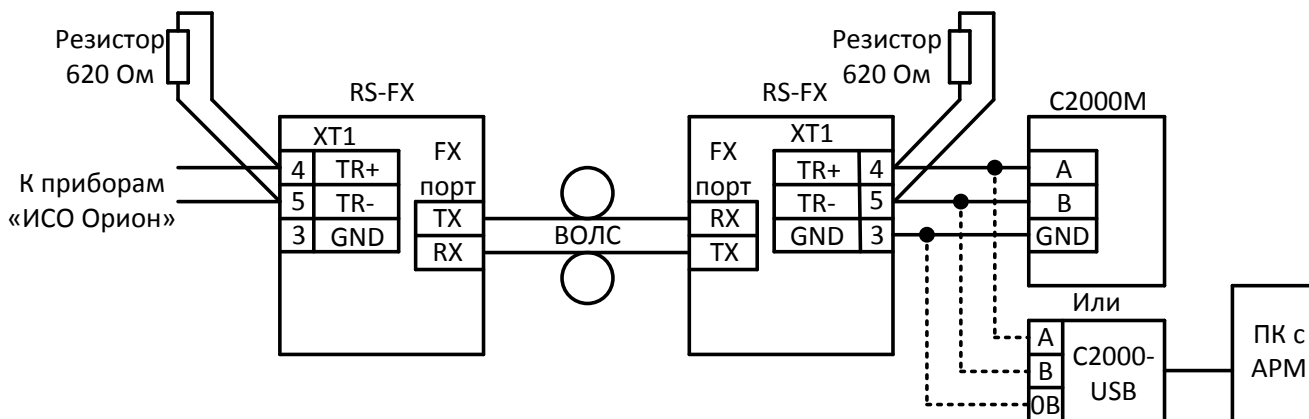 Резистор
620 Ом
RS-FX
XT1
4 TR+
5 TR-
3 GND
FX
порт
TX
RX
К приборам
«ИСО Орион»
ВОЛС
Резистор
620 Ом
RS-FX
FX
порт
RX
TX
XT1
TR+ 4
TR- 5
GND 3
С2000М
A
B
GND
Или
A
B
0B
С2000-
USB
ПК с
АРМ